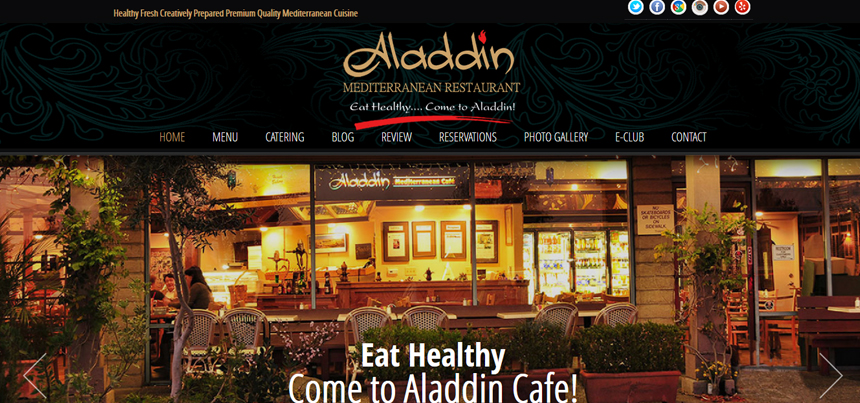 Healthy Fresh Creatively Prepared Premium Quality Mediterranean Cuisine
Aladdin
MEDITERRANEAN RESTAURANT
Eat Healthy.... Come to Aladdin!
HOME MENU CATERING BLOG REVIEW RESERVATIONS PHOTO GALLERY E-CLUB CONTACT
Aladdin Mediterranean Cafe
NO
SKATEBOARDS
OR BICYCLES
ON
SIDEWALK
Eat Healthy
Come to Aladdin Cafe!